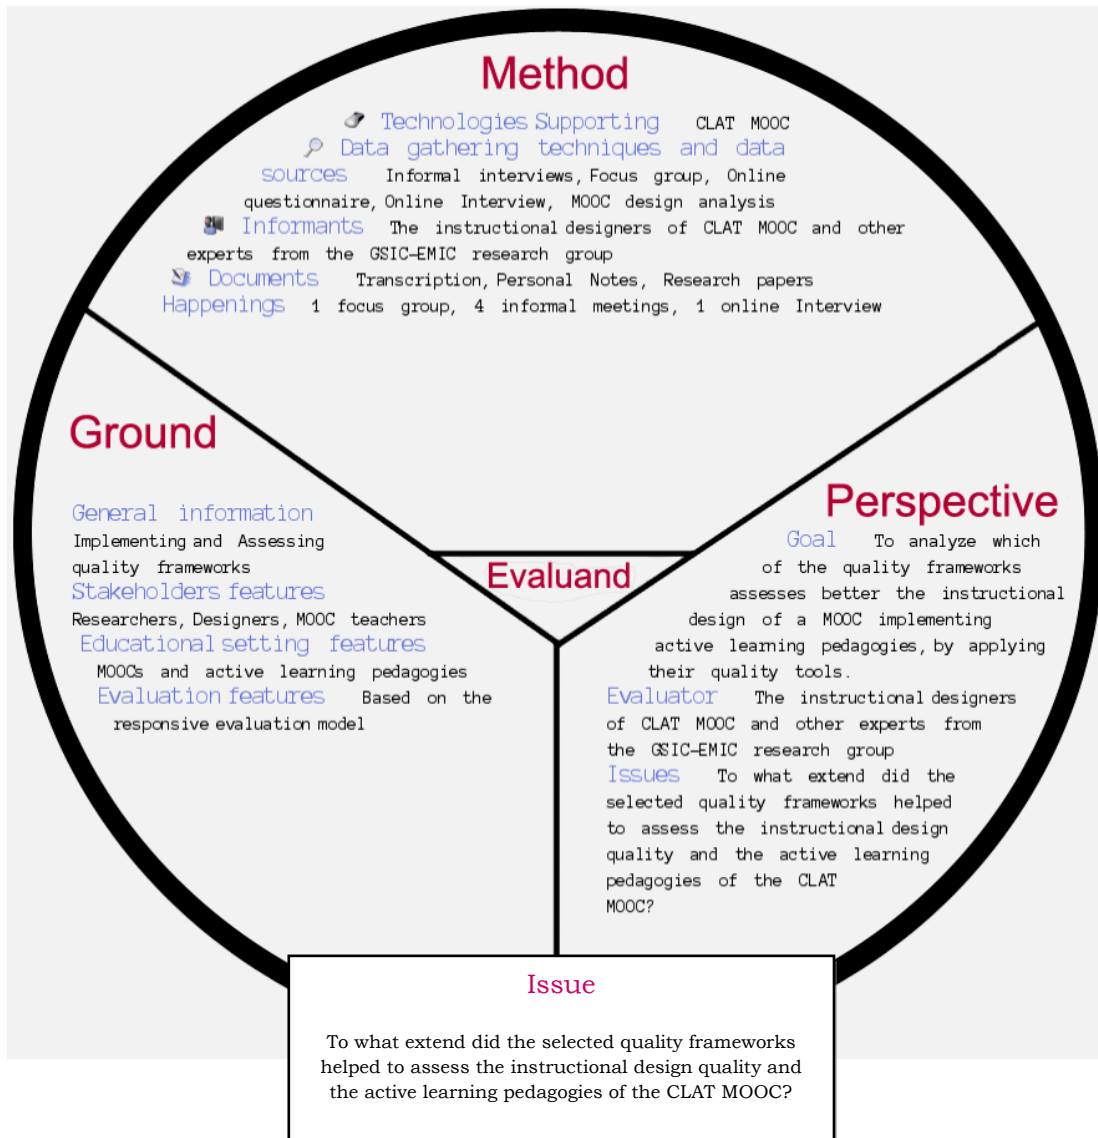 Method
Technologies Supporting CLAT MOOC
Data gathering techniques and data
sources Informal interviews, Focus group, Online
questionnaire, Online Interview, MOOC design analysis
Informants The instructional designers of CLAT MOOC and other
experts from the GSIC-EMIC research group
Documents Transcription, Personal Notes, Research papers
Happenings 1 focus group, 4 informal meetings, 1 online Interview
Ground
General information
Implementing and Assessing
quality frameworks
Stakeholders features
Researchers, Designers, MOOC teachers
Educational setting features
MOOCs and active learning pedagogies
Evaluation features Based on the
responsive evaluation model
Evaluand
Perspective
Goal To analyze which
of the quality frameworks
assesses better the instructional
design of a MOOC implementing
active learning pedagogies, by applying
their quality tools.
Evaluator The instructional designers
of CLAT MOOC and other experts from
the GSIC-EMIC research group
Issues To what extend did the
selected quality frameworks helped
to assess the instructional design
quality and the active learning
pedagogies of the CLAT
MOOC?
Issue
To what extend did the selected quality frameworks
helped to assess the instructional design quality and
the active learning pedagogies of the CLAT MOOC?